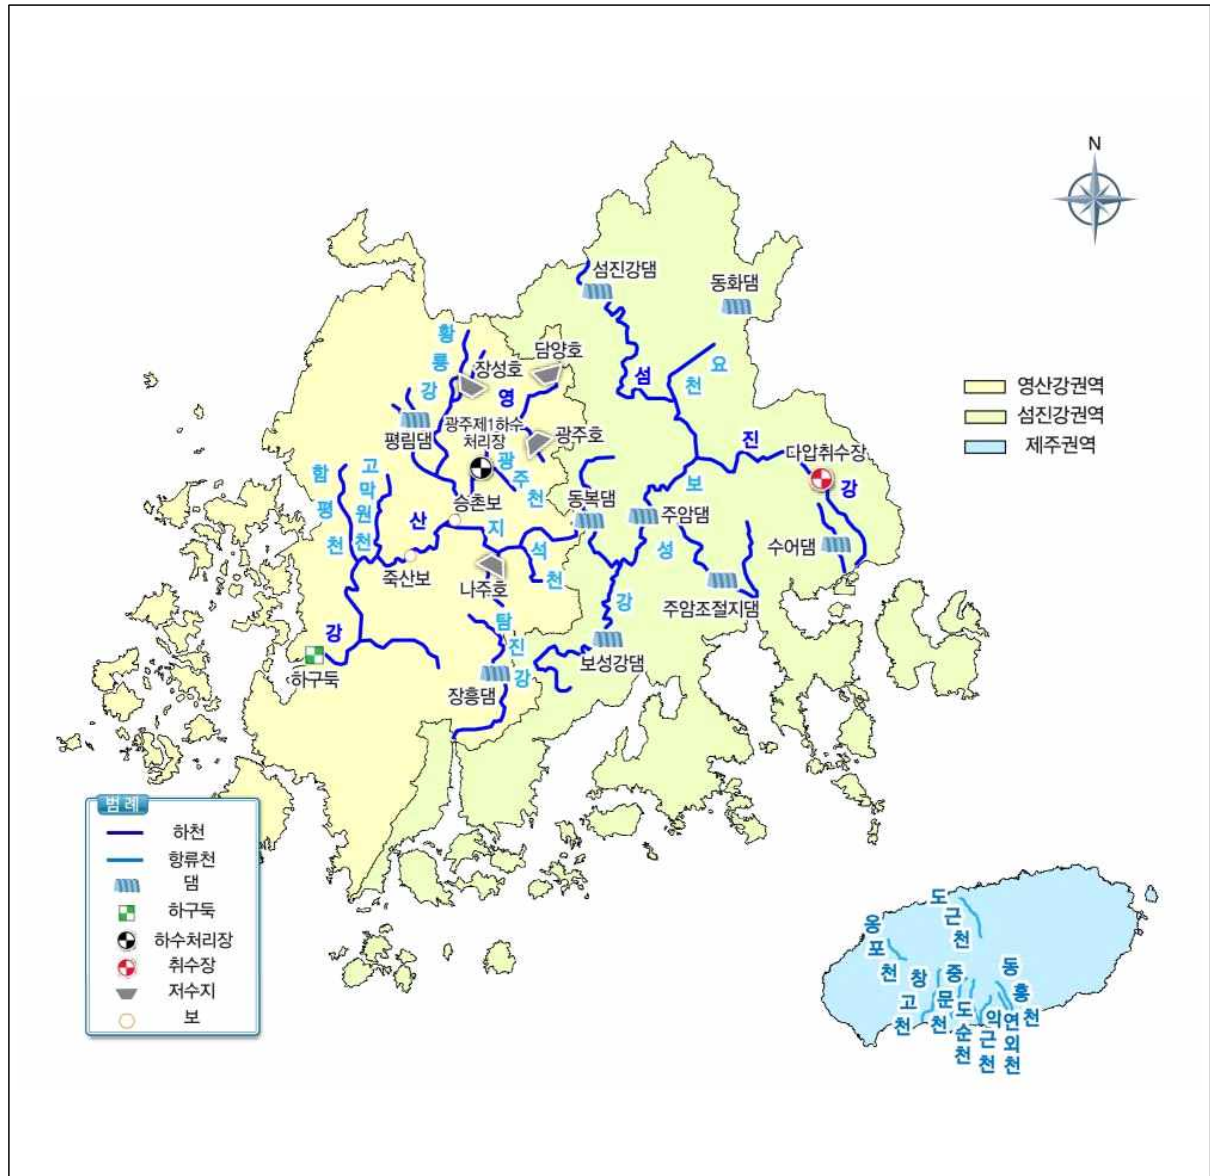 N
섬진강댐
동화댐
황룡강
담양호
장성호
영
섬
요천
영산강권역
섬진강권역
제주권역
광주제1하수
처리장
평림댐
광주호
진
다압취수장
강
함평천
고막원천
광주천
승촌보
동복댐
보
주암댐
산
지석천
성
수어댐
죽산보
나주호
주암조절지댐
강
탐진강
강
보성강댐
하구둑
장흥댐
범 례
하천
항류천
댐
하구둑
하수처리장
취수장
저수지
보
도근천
옹포천
창고천
중문천
도순천
악근천
연외천
동홍천